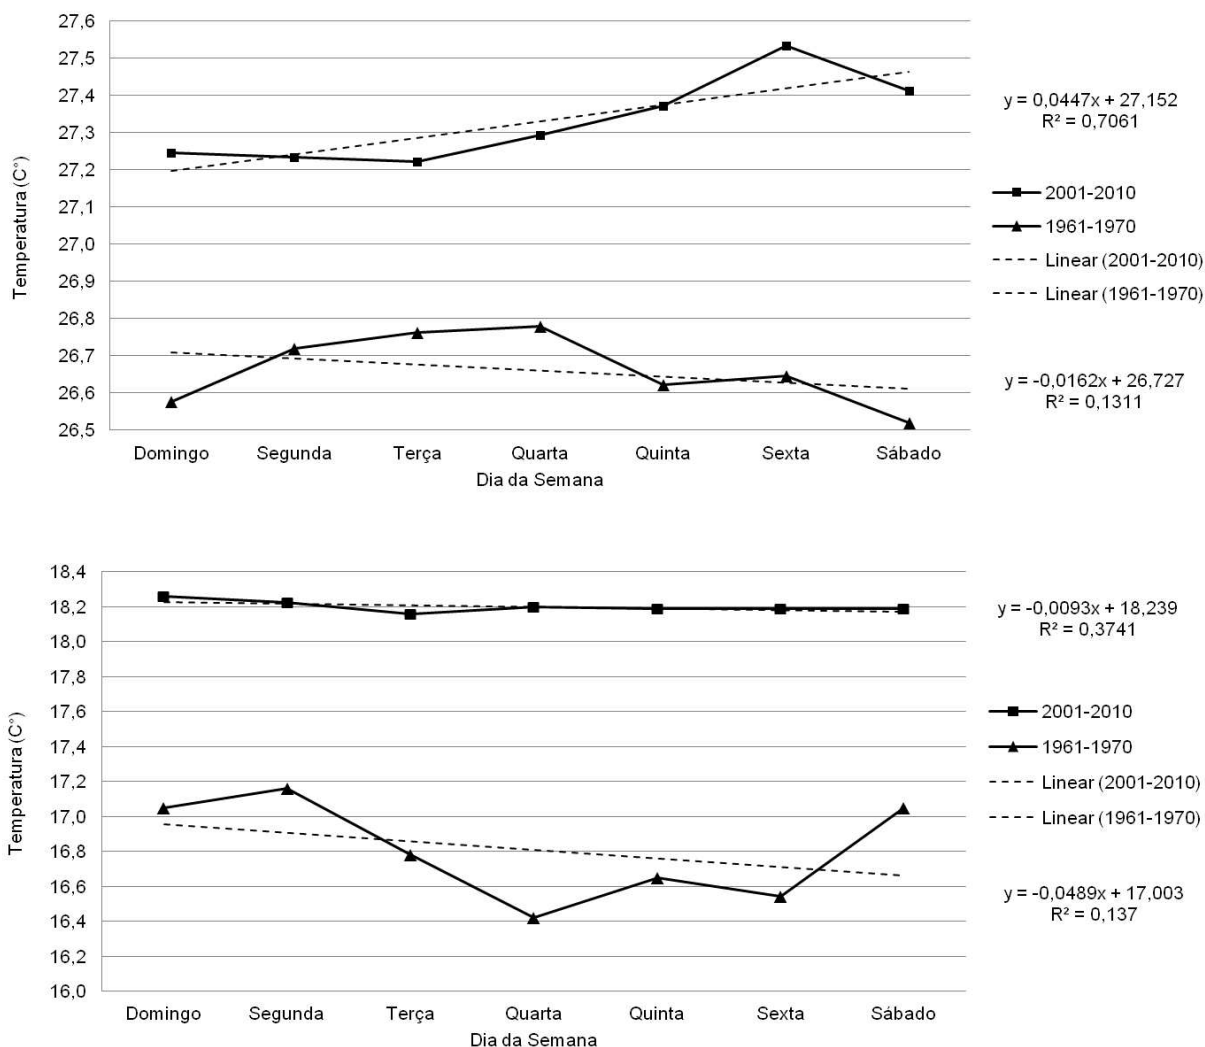 27,6
27,5
27,4
27,3
27,2
27,1
27,0
26,9
26,8
26,7
26,6
26,5
Temperatura (C°)
Domingo Segunda Terça Quarta Quinta Sexta Sábado
Dia da Semana
y = 0,0447x + 27,152
R² = 0,7061
2001-2010
1961-1970
Linear (2001-2010)
Linear (1961-1970)
y = -0,0162x + 26,727
R² = 0,1311
18,4
18,2
18,0
17,8
17,6
17,4
17,2
17,0
16,8
16,6
16,4
16,2
16,0
Temperatura (C°)
Domingo Segunda Terça Quarta Quinta Sexta Sábado
Dia da Semana
y = -0,0093x + 18,239
R² = 0,3741
2001-2010
1961-1970
Linear (2001-2010)
Linear (1961-1970)
y = -0,0489x + 17,003
R² = 0,137